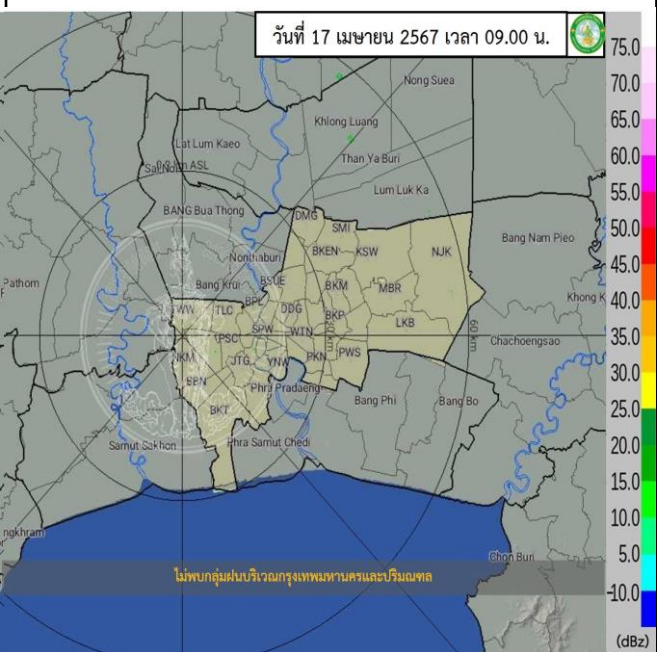 วันที่ 17 เมษายน 2567 เวลา 09.00 น.
75.0
Nong Suea
70.0
Khlong Luang
65.0
Lat Lum Kaeo
Than Ya Buri
60.0
km ASL
Lum Luk Ka
55.0
BANG Bua Thong
DMG
50.0
SMI
Bang Nam Pieo
BKEN
KSW
NJK
45.0
Nonthaburi
Pathom
Bang Krui
BSUE
BKM
MBR
Khong K
40.0
BPL
TWW
TLC
DDG
BKP
LKB
35.0
PSC
SPW
WTN
60 km
Chachoengsao
NKM
JTG
YNW
PKN
PWS
30.0
BBN
Phra Pradaeng
Bang Phi
Bang Bo
25.0
BKT
Samut Sakhon
Phra Samut Chedi
20.0
15.0
ngkhram
10.0
Chon Buri
5.0
ไม่พบกลุ่มฝนบริเวณกรุงเทพมหานครและปริมณฑล
-10.0
(dBz)